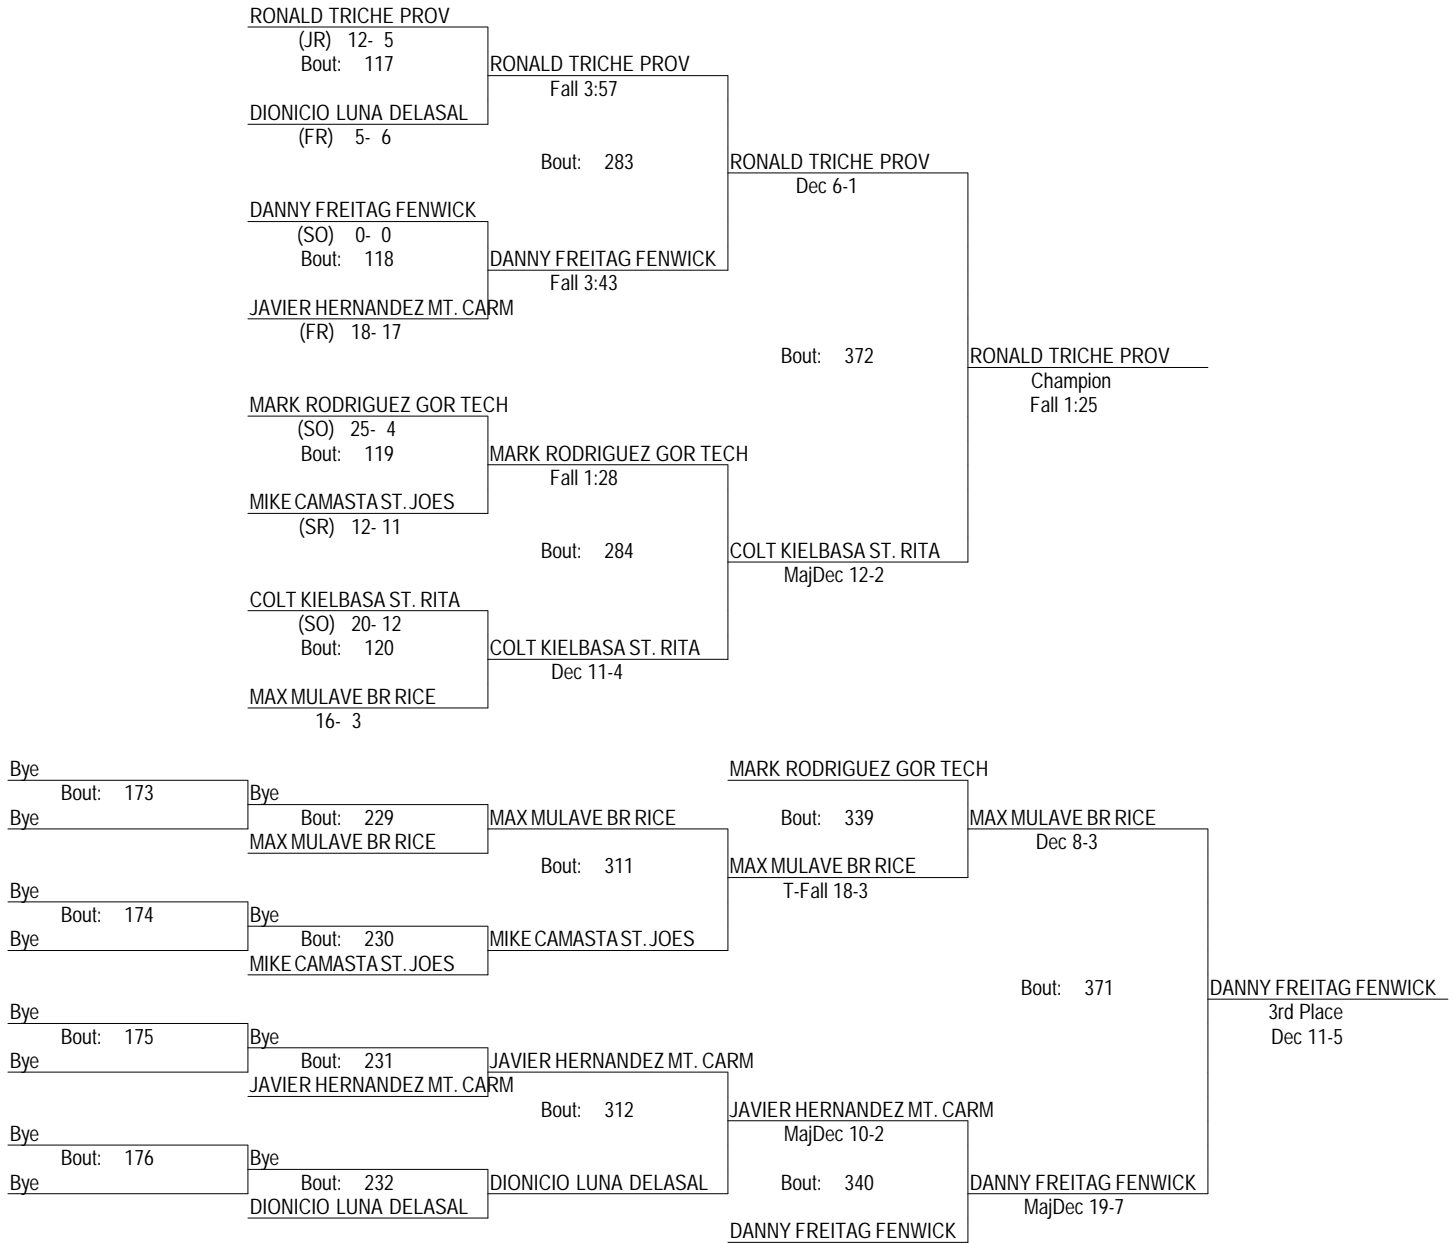 RONALD TRICHE PROV
(JR) 12- 5
Bout: 117
RONALD TRICHE PROV
Fall 3:57
DIONICIO LUNA DELASAL
(FR) 5- 6
Bout: 283
RONALD TRICHE PROV
Dec 6-1
DANNY FREITAG FENWICK
(SO) 0- 0
Bout: 118
DANNY FREITAG FENWICK
Fall 3:43
JAVIER HERNANDEZ MT. CARM
(FR) 18- 17
Bout: 372
RONALD TRICHE PROV
Champion
Fall 1:25
MARK RODRIGUEZ GOR TECH
(SO) 25- 4
Bout: 119
MARK RODRIGUEZ GOR TECH
Fall 1:28
MIKE CAMASTA ST. JOES
(SR) 12- 11
Bout: 284
COLT KIELBASA ST. RITA
MajDec 12-2
COLT KIELBASA ST. RITA
(SO) 20- 12
Bout: 120
COLT KIELBASA ST. RITA
Dec 11-4
MAX MULAVE BR RICE
16- 3
Bye
Bout: 173
Bye
Bye
Bout: 229
MAX MULAVE BR RICE
MAX MULAVE BR RICE
Bout: 311
MARK RODRIGUEZ GOR TECH
Bout: 339
MAX MULAVE BR RICE
Dec 8-3
MAX MULAVE BR RICE
T-Fall 18-3
Bye
Bout: 174
Bye
Bye
Bout: 230
MIKE CAMASTA ST. JOES
MIKE CAMASTA ST. JOES
Bout: 371
DANNY FREITAG FENWICK
3rd Place
Dec 11-5
Bye
Bout: 175
Bye
Bye
Bout: 231
JAVIER HERNANDEZ MT. CARM
JAVIER HERNANDEZ MT. CARM
Bout: 312
JAVIER HERNANDEZ MT. CARM
MajDec 10-2
Bye
Bout: 176
Bye
Bye
Bout: 232
DIONICIO LUNA DELASAL
DIONICIO LUNA DELASAL
Bout: 340
DANNY FREITAG FENWICK
MajDec 19-7
DANNY FREITAG FENWICK